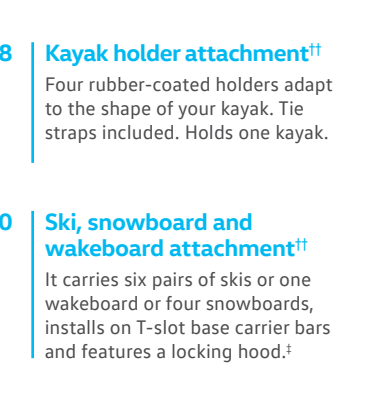 8
Kayak holder attachment††
Four rubber-coated holders adapt
to the shape of your kayak. Tie
straps included. Holds one kayak.
0
Ski, snowboard and
wakeboard attachment††
It carries six pairs of skis or one
wakeboard or four snowboards,
installs on T-slot base carrier bars
and features a locking hood.‡